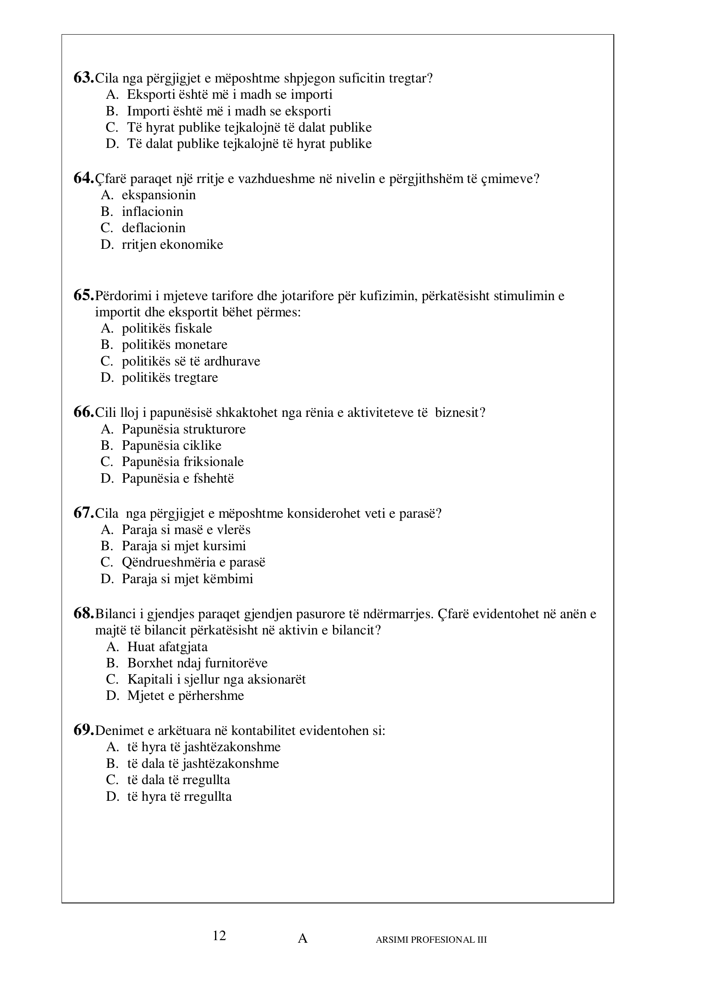 63.Cila nga përgjigjet e mëposhtme shpjegon suficitin tregtar?
A. Eksporti është më i madh se importi
B. Importi është më i madh se eksporti
C. Të hyrat publike tejkalojnë të dalat publike
D. Të dalat publike tejkalojnë të hyrat publike
64.Çfarë paraqet një rritje e vazhdueshme në nivelin e përgjithshëm të çmimeve?
A. ekspansionin
B. inflacionin
C. deflacionin
D. rritjen ekonomike
65.Përdorimi i mjeteve tarifore dhe jotarifore për kufizimin, përkatësisht stimulimin e
importit dhe eksportit bëhet përmes:
A. politikës fiskale
B. politikës monetare
C. politikës së të ardhurave
D. politikës tregtare
66.Cili lloj i papunësisë shkaktohet nga rënia e aktiviteteve të  biznesit?
A. Papunësia strukturore
B. Papunësia ciklike
C. Papunësia friksionale
D. Papunësia e fshehtë
67.Cila  nga përgjigjet e mëposhtme konsiderohet veti e parasë?
A. Paraja si masë e vlerës
B. Paraja si mjet kursimi
C. Qëndrueshmëria e parasë
D. Paraja si mjet këmbimi
68.Bilanci i gjendjes paraqet gjendjen pasurore të ndërmarrjes. Çfarë evidentohet në anën e
majtë të bilancit përkatësisht në aktivin e bilancit?
A. Huat afatgjata
B. Borxhet ndaj furnitorëve
C. Kapitali i sjellur nga aksionarët
D. Mjetet e përhershme
69.Denimet e arkëtuara në kontabilitet evidentohen si:
A. të hyra të jashtëzakonshme
B. të dala të jashtëzakonshme
C. të dala të rregullta
D. të hyra të rregullta
12 A ARSIMI PROFESIONAL III